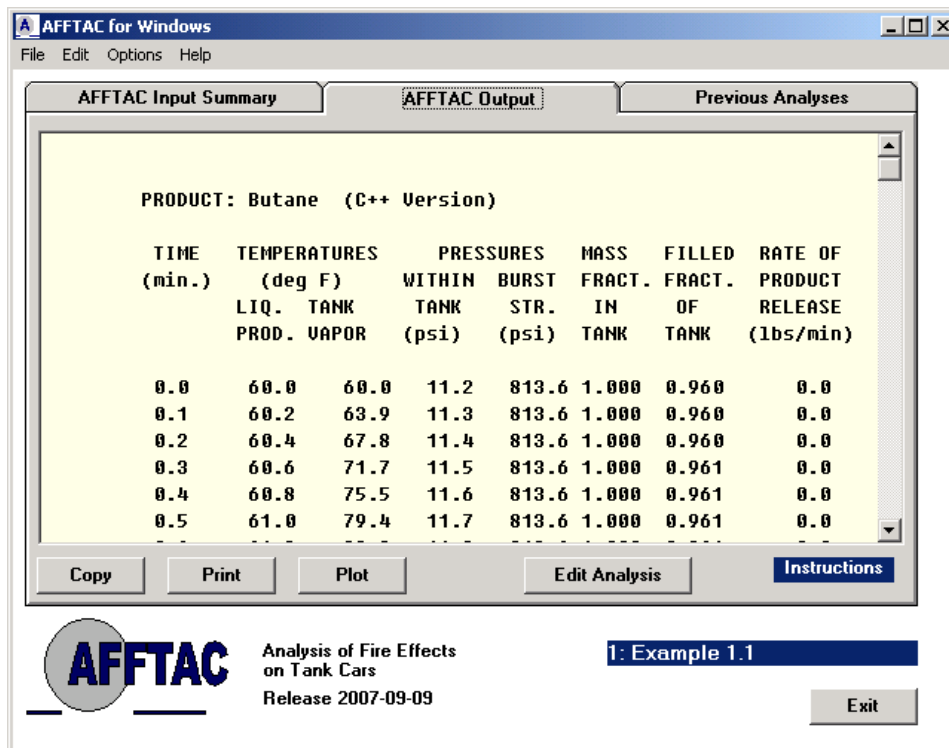 AFFTAC for Windows
File Edit Options Help
AFFTAC Input Summary AFFTAC Output Previous Analyses
PRODUCT: Butane (C++ Version)
TIME TEMPERATURES PRESSURES MASS FILLED RATE OF
(min.) (deg F) WITHIN BURST FRACT. FRACT. PRODUCT
LIQ. TANK TANK STR. IN OF RELEASE
PROD. VAPOR (psi) (psi) TANK TANK (lbs/min)
0.0 60.0 60.0 11.2 813.6 1.000 0.960 0.0
0.1 60.2 63.9 11.3 813.6 1.000 0.960 0.0
0.2 60.4 67.8 11.4 813.6 1.000 0.960 0.0
0.3 60.6 71.7 11.5 813.6 1.000 0.961 0.0
0.4 60.8 75.5 11.6 813.6 1.000 0.961 0.0
0.5 61.0 79.4 11.7 813.6 1.000 0.961 0.0
Copy Print Plot Edit Analysis Instructions
AFFTAC
Analysis of Fire Effects
on Tank Cars
Release 2007-09-09
1: Example 1.1
Exit